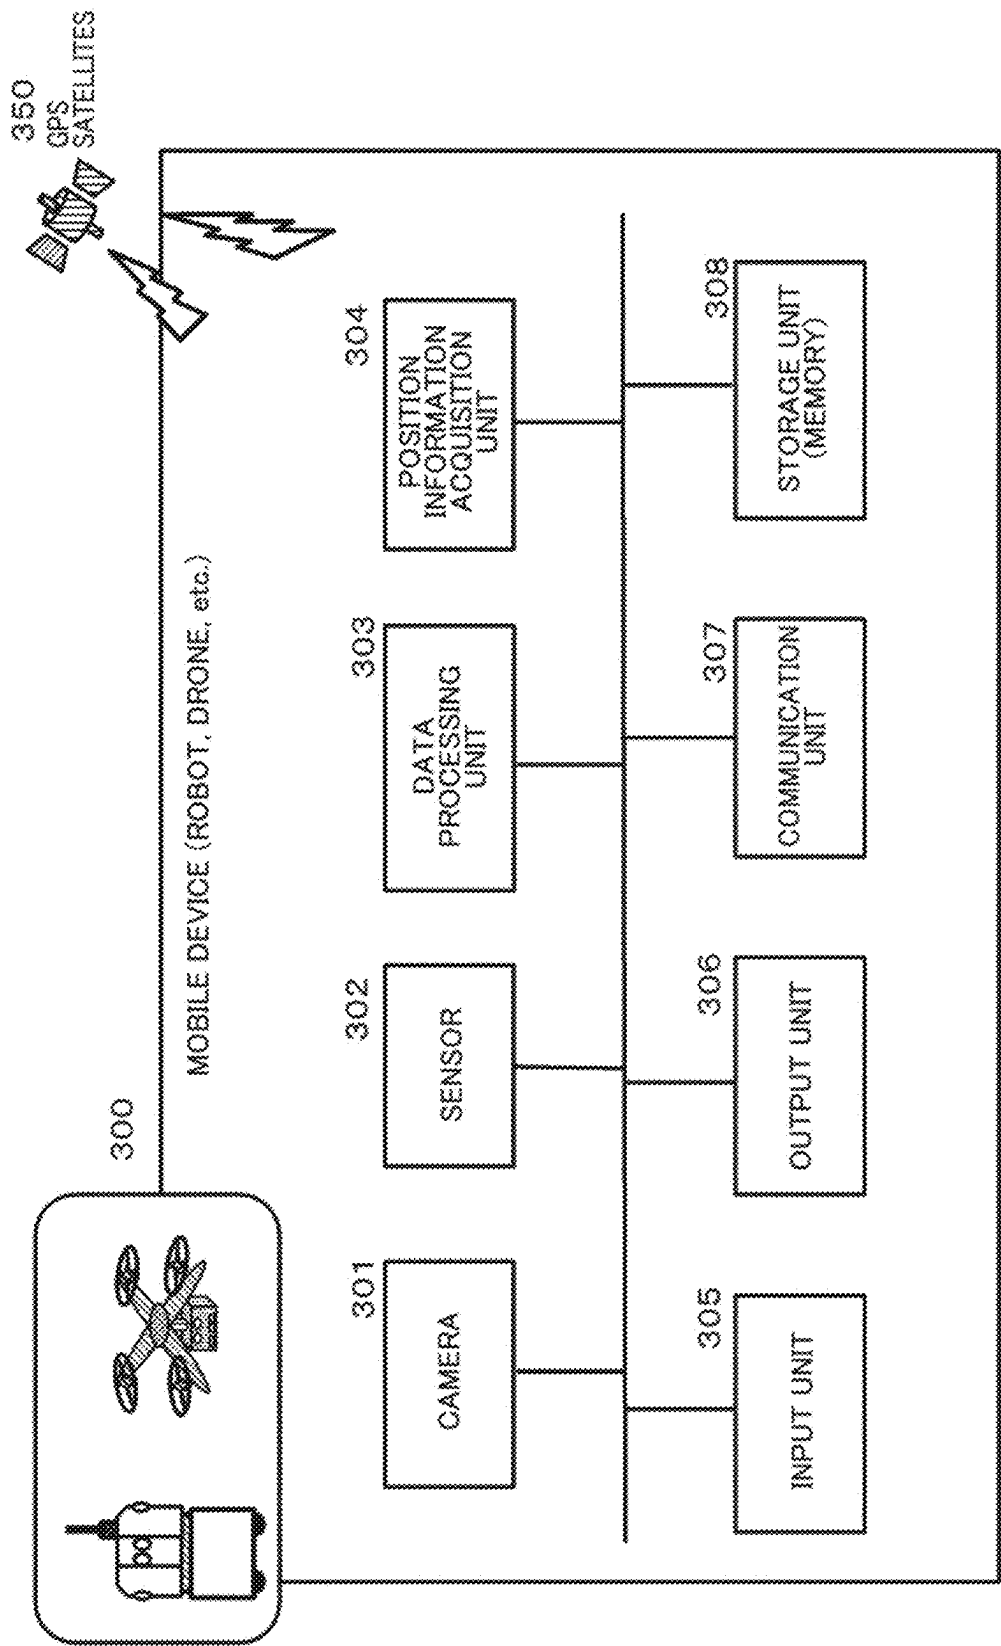 350
GPS
SATELLITES
300
MOBILE DEVICE (ROBOT, DRONE, etc.)
301
CAMERA
302
SENSOR
303
DATA
PROCESSING
UNIT
304
POSITION
INFORMATION
ACQUISITION
UNIT
305
INPUT UNIT
306
OUTPUT UNIT
307
COMMUNICATION
UNIT
308
STORAGE UNIT
(MEMORY)